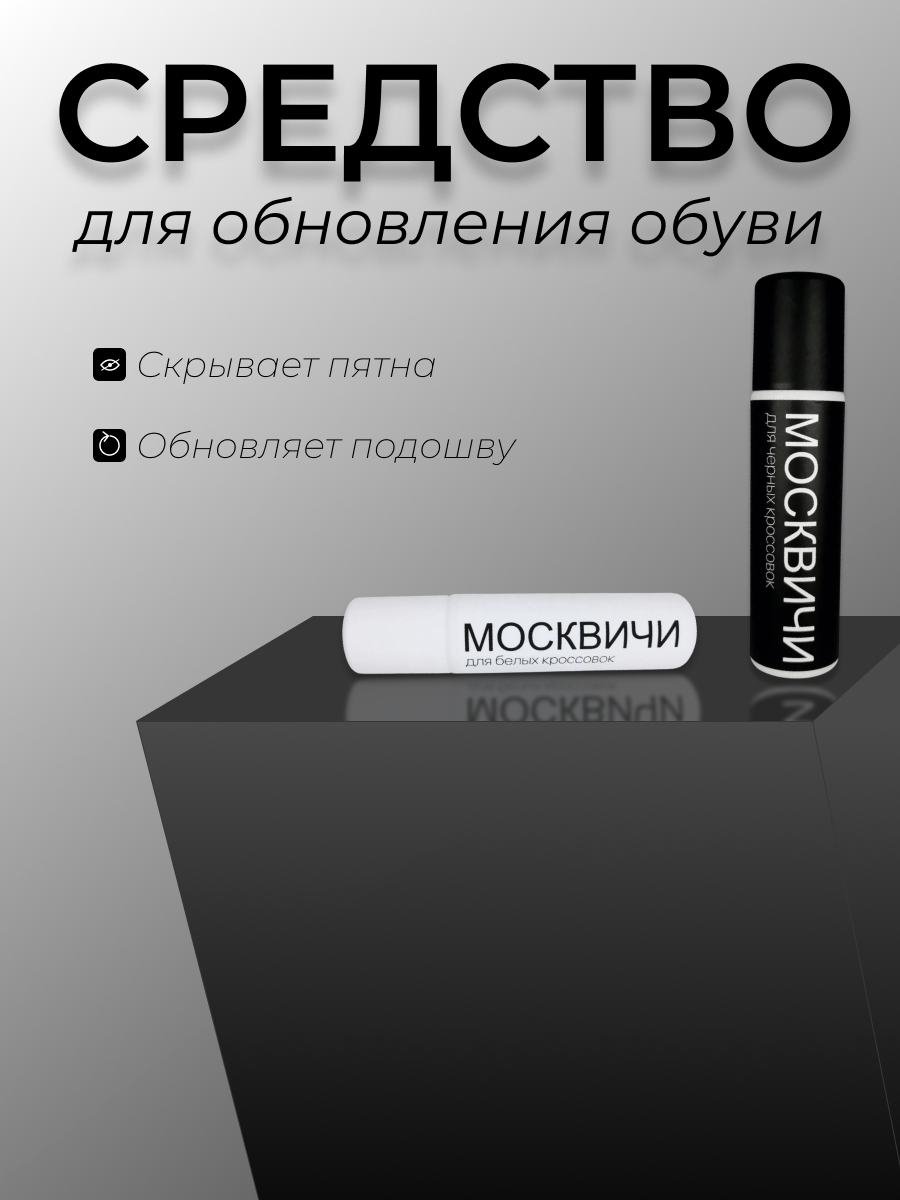 СРЕДСТВО
для обновления обуви
Скрывает пятна
Обновляет подошву
МОСКВИЧИ
для черных кроссовок
МОСКВИЧИ
для белых кроссовок